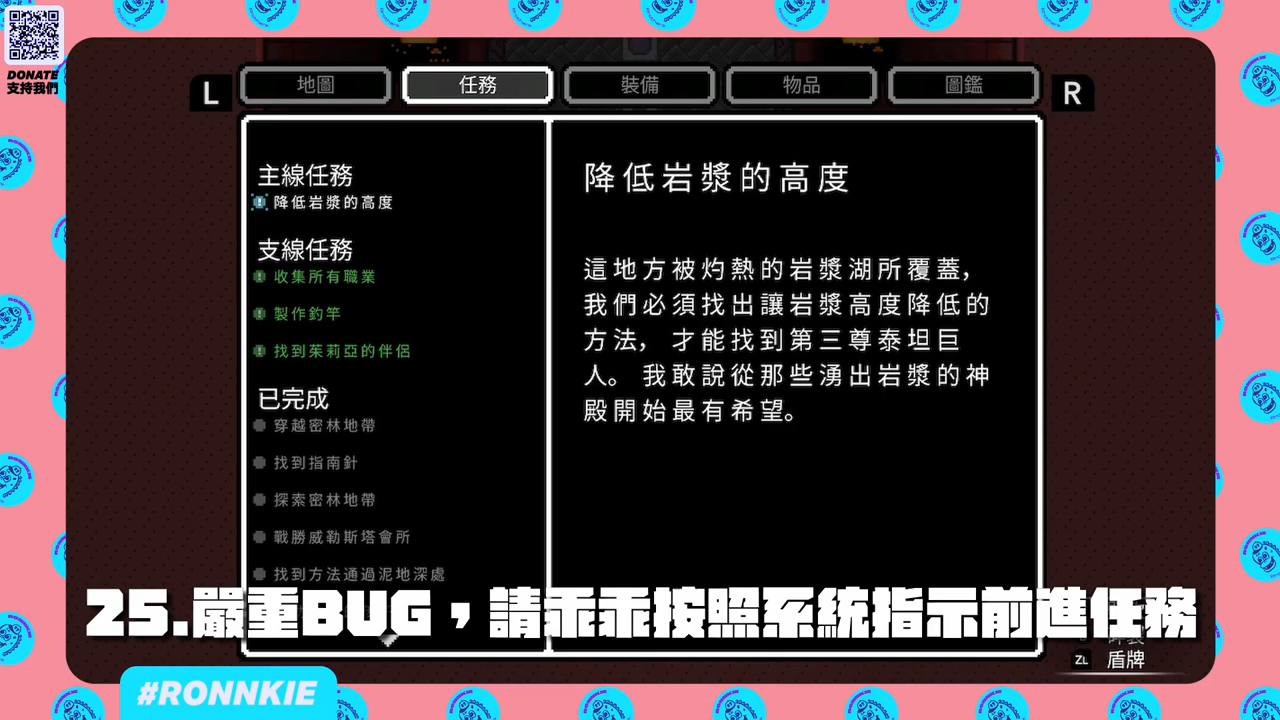 DONATE
支持我們
L
地圖
任務
裝備
物品
圖鑑
R
主線任務
降低岩漿的高度
支線任務
收集所有職業
製作釣竿
找到茱莉亞的伴侶
已完成
穿越密林地帶
找到指南針
探索密林地帶
戰勝威勒斯塔會所
找到方法通過泥地深處
降低岩漿的高度
這地方被灼熱的岩漿湖所覆蓋，
我們必須找出讓岩漿高度降低的
方法， 才能找到第三尊泰坦巨
人。 我敢說從那些湧出岩漿的神
殿開始最有希望。
25.嚴重BUG，請乖乖按照系統指示前進任務
ZL 盾牌
#RONNKIE